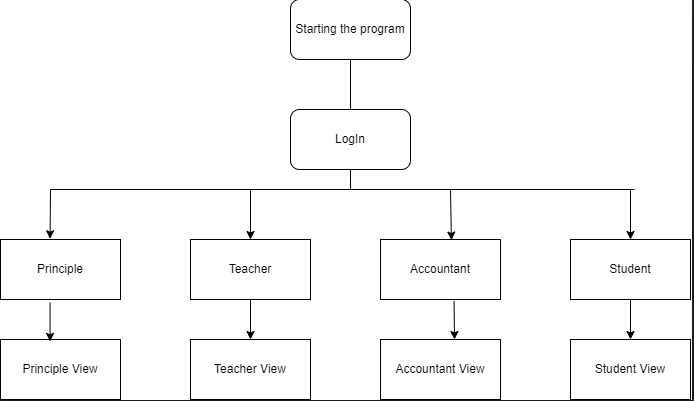 Starting the program
LogIn
Principle
Teacher
Accountant
Student
Principle View
Teacher View
Accountant View
Student View